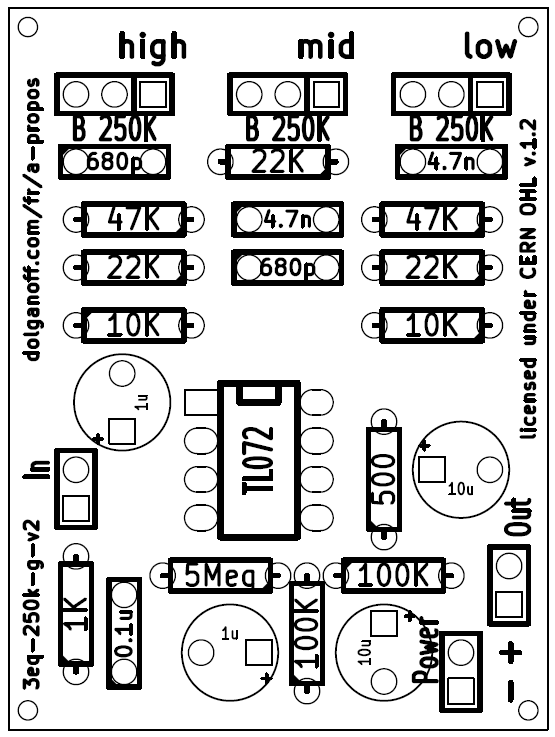 high mid low
B 250K B 250K B 250K
680p 22K 4.7n
47K 4.7n 47K
22K 680p 22K
10K 10K
dolganoff.com/fr/a-propos
licensed under CERN OHL v.1.2
+ 1u
TL072
500
+ 10u
In
Out
5Meq 100K
3eq-250k-g-v2
1K
0.1u
1u +
100K
10u +
Power
+
-